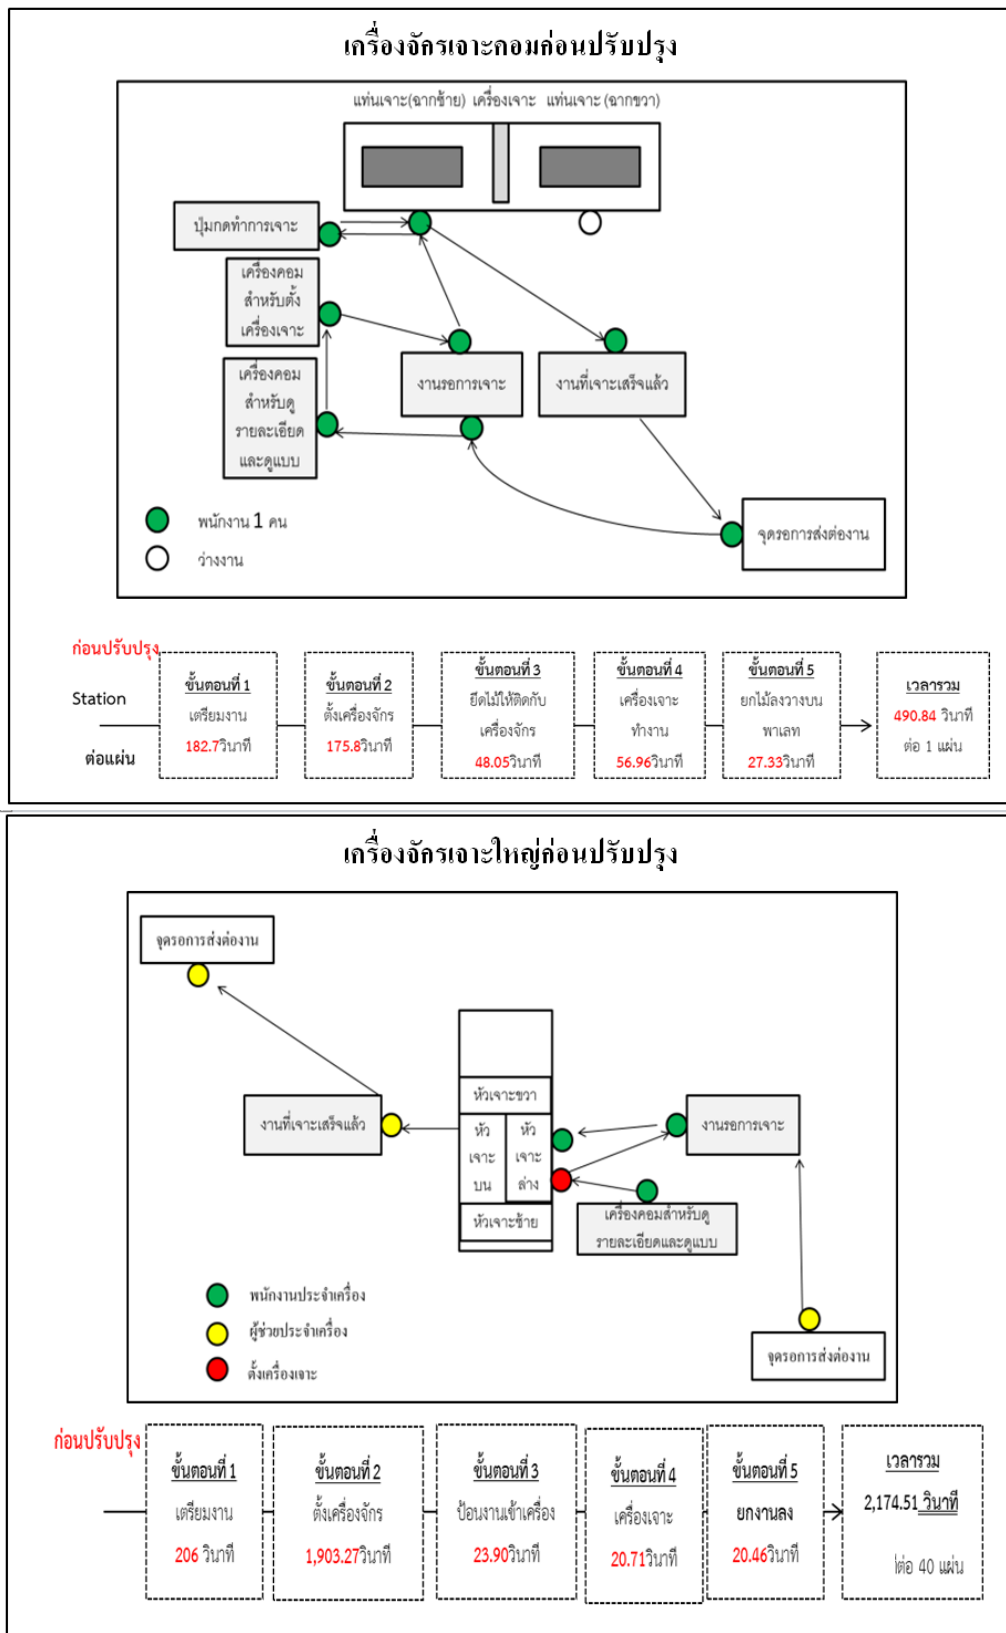 เครื่องจักรเจาะคอมก่อนปรับปรุง
แท่นเจาะ(ฉากซ้าย) เครื่องเจาะ แท่นเจาะ (ฉากขวา)
ปุ่มกดทำการเจาะ
เครื่องคอม
สำหรับตั้ง
เครื่องเจาะ
เครื่องคอม
สำหรับดู
รายละเอียด
และดูแบบ
งานรอการเจาะ
งานที่เจาะเสร็จแล้ว
จุดรอการส่งต่องาน
พนักงาน 1 คน
ว่างงาน
ก่อนปรับปรุง
Station
ต่อแผ่น
ขั้นตอนที่ 1
เตรียมงาน
182.7วินาที
ขั้นตอนที่ 2
ตั้งเครื่องจักร
175.8วินาที
ขั้นตอนที่ 3
ยึดไม้ให้ติดกับ
เครื่องจักร
48.05วินาที
ขั้นตอนที่ 4
เครื่องเจาะ
ทำงาน
56.96วินาที
ขั้นตอนที่ 5
ยกไม้ลงวางบน
พาเลท
27.33วินาที
เวลารวม
490.84 วินาที
ต่อ 1 แผ่น
เครื่องจักรเจาะใหญ่ก่อนปรับปรุง
จุดรอการส่งต่องาน
งานที่เจาะเสร็จแล้ว
หัวเจาะขวา
หัว
เจาะ
บน
หัว
เจาะ
ล่าง
หัวเจาะซ้าย
งานรอการเจาะ
เครื่องคอมสำหรับดู
รายละเอียดและดูแบบ
จุดรอการส่งต่องาน
พนักงานประจำเครื่อง
ผู้ช่วยประจำเครื่อง
ตั้งเครื่องเจาะ
ก่อนปรับปรุง
ขั้นตอนที่ 1
เตรียมงาน
206 วินาที
ขั้นตอนที่ 2
ตั้งเครื่องจักร
1,903.27วินาที
ขั้นตอนที่ 3
ป้อนงานเข้าเครื่อง
23.90วินาที
ขั้นตอนที่ 4
เครื่องเจาะ
20.71วินาที
ขั้นตอนที่ 5
ยกงานลง
20.46วินาที
เวลารวม
2,174.51 วินาที
ต่อ 40 แผ่น